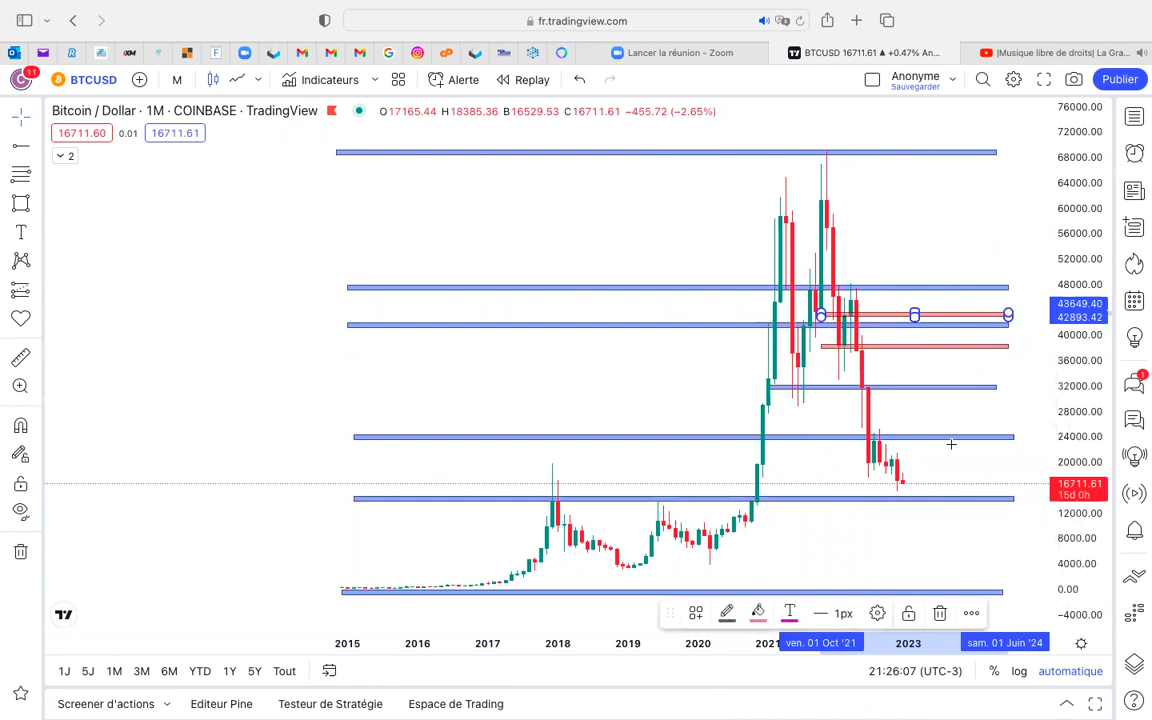 fr.tradingview.com
Lancer la réunion - Zoom
BTCUSD 16711.61 ▲ +0.47% An...
|Musique libre de droits| La Gra...
C 11
BTCUSD
M
Indicateurs
Alerte
Replay
Anonyme
Sauvegarder
Publier
Bitcoin / Dollar · 1M · COINBASE · TradingView
O17165.44 H18385.36 B16529.53 C16711.61 −455.72 (−2.65%)
16711.60
0.01
16711.61
2
76000.00
72000.00
68000.00
64000.00
60000.00
56000.00
52000.00
48000.00
43649.40
42893.42
40000.00
36000.00
32000.00
28000.00
24000.00
20000.00
16711.61
15d 0h
12000.00
8000.00
4000.00
0.00
−4000.00
1
1px
2015
2016
2017
2018
2019
2020
2021
ven. 01 Oct '21
2023
sam. 01 Juin '24
1J
5J
1M
3M
6M
YTD
1Y
5Y
Tout
21:26:07 (UTC-3)
%
log
automatique
Screener d'actions
Editeur Pine
Testeur de Stratégie
Espace de Trading